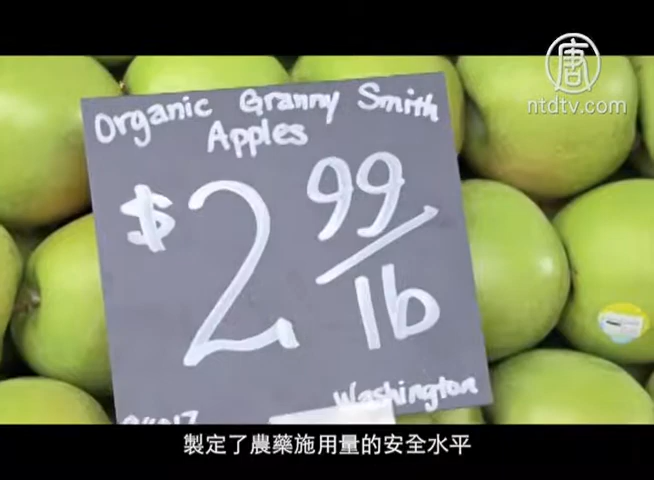 唐
ntdtv.com
Organic Granny Smith
Apples
$2 99/lb
Washington
製定了農藥施用量的安全水平